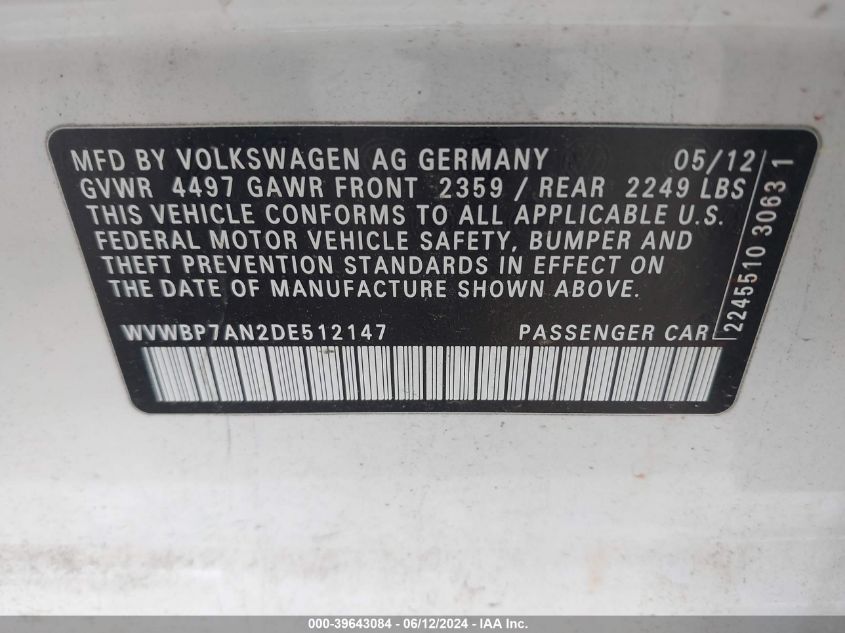 MFD BY VOLKSWAGEN AG GERMANY 05/12
GVWR 4497 GAWR FRONT 2359 / REAR 2249 LBS
THIS VEHICLE CONFORMS TO ALL APPLICABLE U.S.
FEDERAL MOTOR VEHICLE SAFETY, BUMPER AND
THEFT PREVENTION STANDARDS IN EFFECT ON
THE DATE OF MANUFACTURE SHOWN ABOVE.
WVWBP7AN2DE512147 PASSENGER CAR
2245510 3063 1
000-39643084 - 06/12/2024 - IAA Inc.